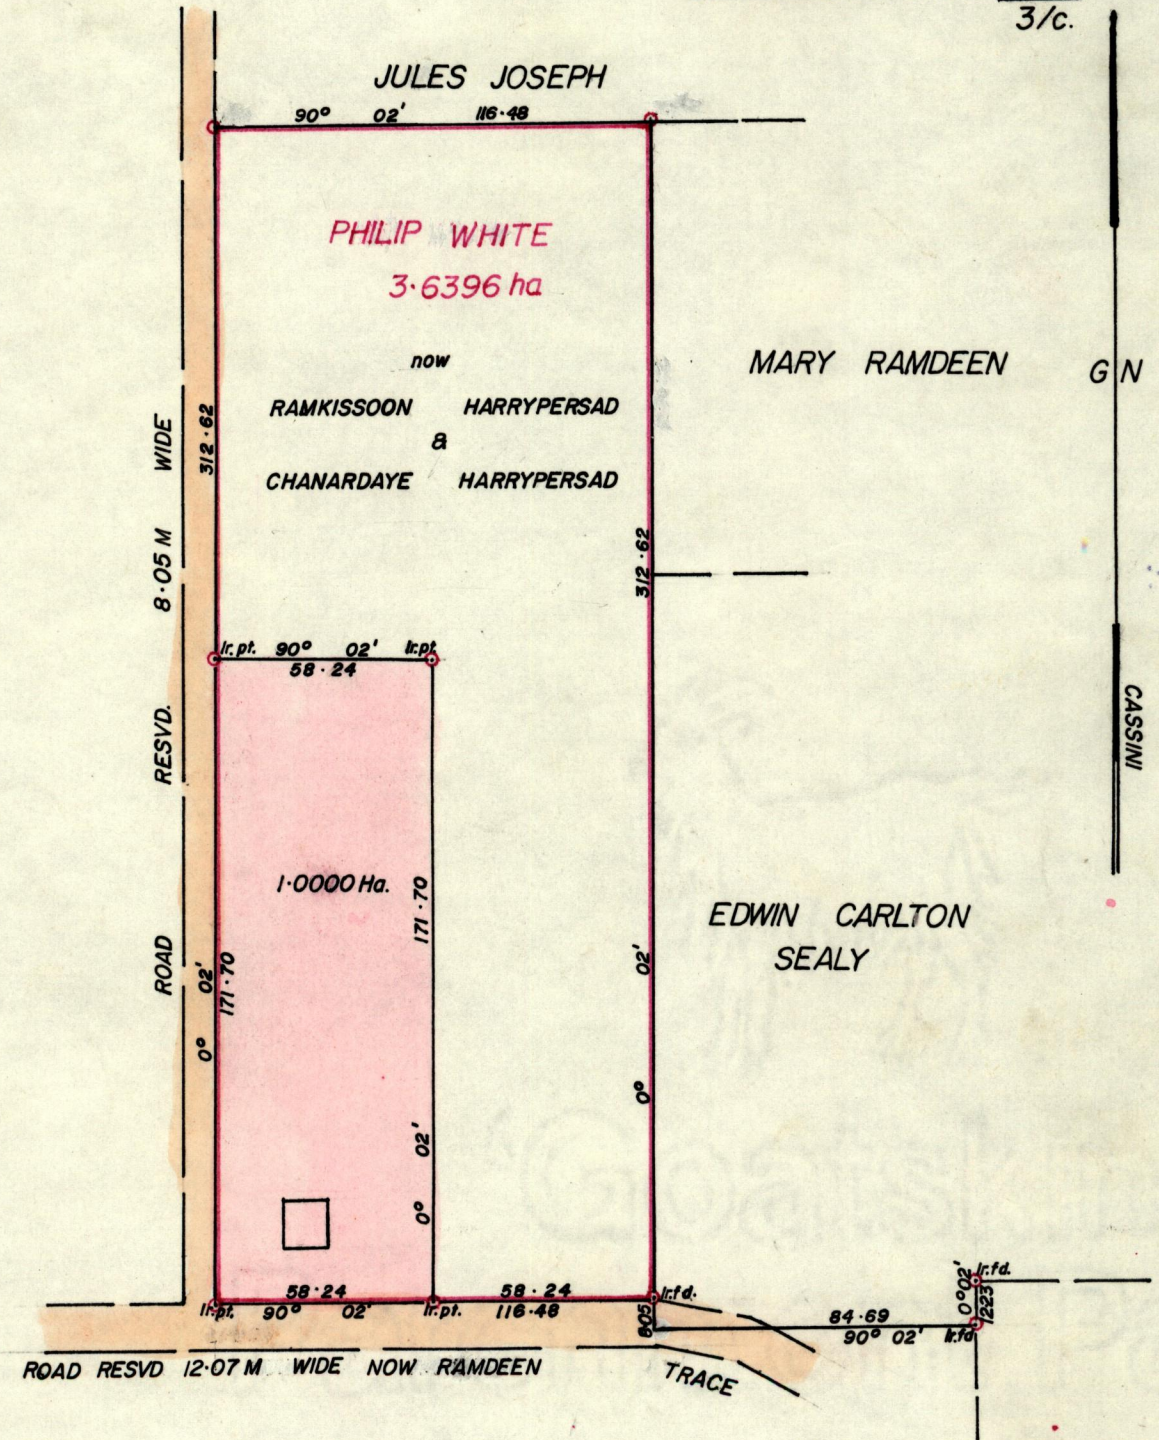 3/c.
JULES JOSEPH
90° 02' 116·48
PHILIP WHITE
3·6396 ha
now
RAMKISSOON HARRYPERSAD
&
CHANARDAYE HARRYPERSAD
MARY RAMDEEN
G N
CASSINI
312·62
312·62
ROAD RESVD. 8·05 M WIDE
Ir. pt. 90° 02' Ir. pt.
58·24
1·0000 Ha.
171·70
0° 02'
0° 02'
171·70
0° 02'
EDWIN CARLTON
SEALY
58·24 58·24 Ir. fd.
Ir. pt. 90° 02' Ir. pt. 116·48
8·05
84·69
90° 02' Ir. fd
0° 02'
1223
Ir. fd.
ROAD RESVD 12·07 M WIDE NOW RAMDEEN TRACE